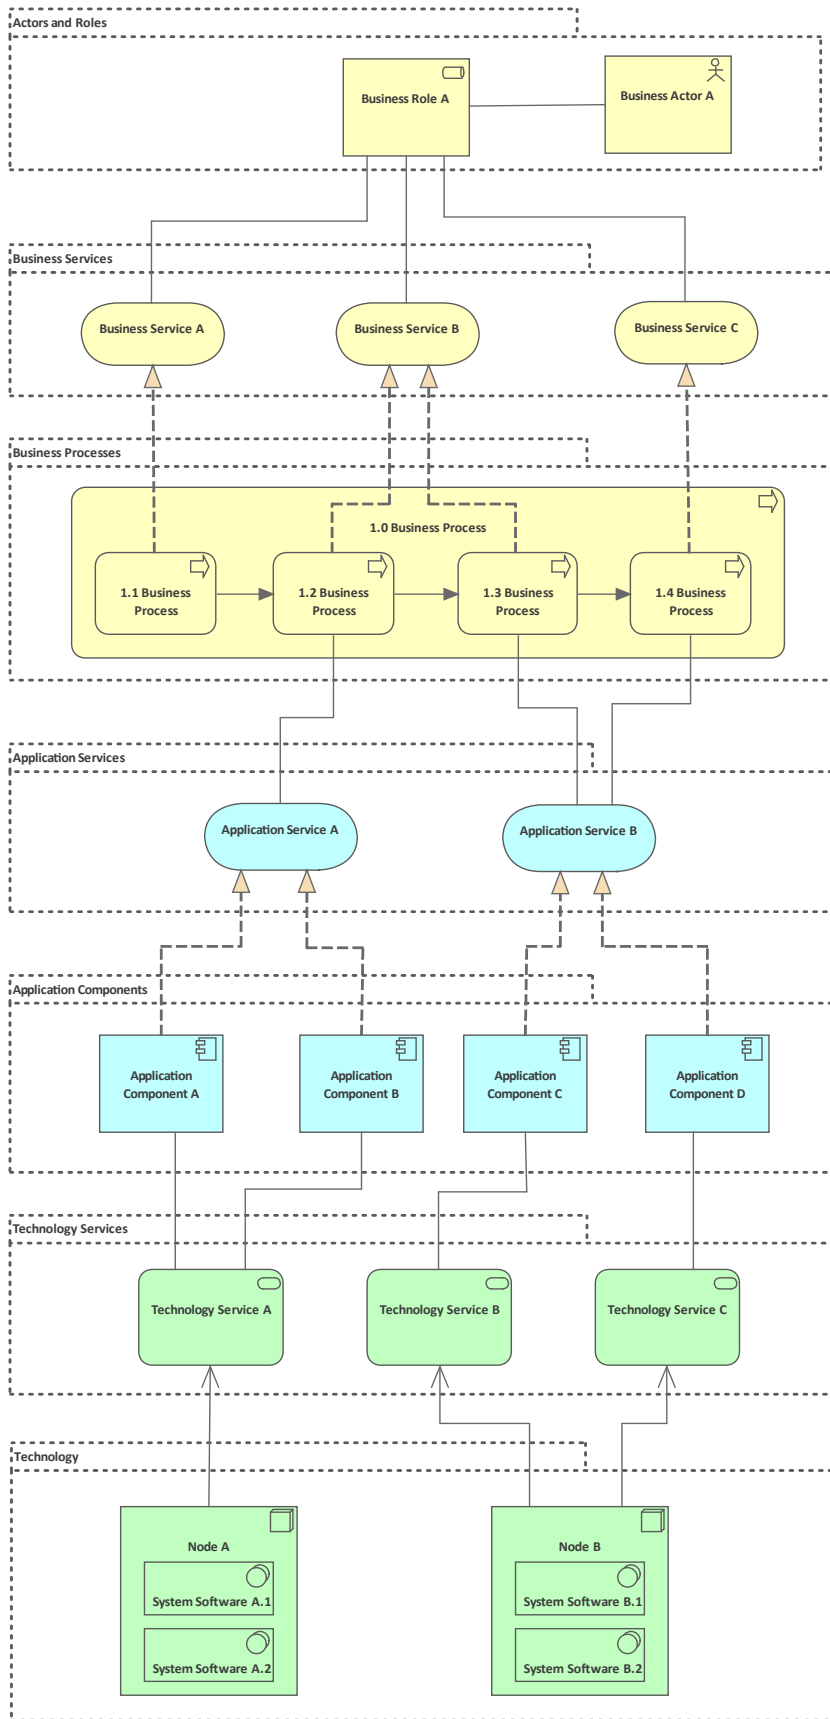 Actors and Roles
Business Role A
Business Actor A
Business Services
Business Service A
Business Service B
Business Service C
Business Processes
1.0 Business Process
1.1 Business
Process
1.2 Business
Process
1.3 Business
Process
1.4 Business
Process
Application Services
Application Service A
Application Service B
Application Components
Application
Component A
Application
Component B
Application
Component C
Application
Component D
Technology Services
Technology Service A
Technology Service B
Technology Service C
Technology
Node A
System Software A.1
System Software A.2
Node B
System Software B.1
System Software B.2